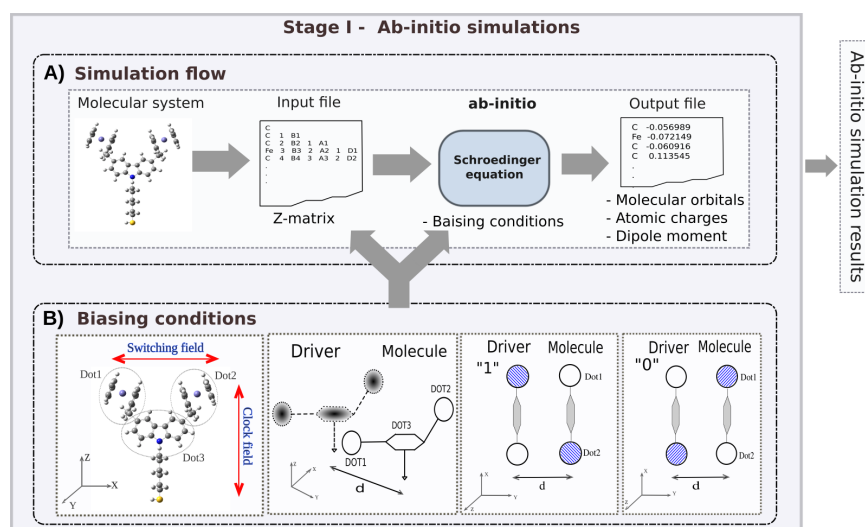 Stage I - Ab-initio simulations
A) Simulation flow
Molecular system
Input file
ab-initio
Output file
C
C 1 B1
C 2 B2 1 A1
Fe 3 B3 2 A2 1 D1
C 4 B4 3 A3 2 D2
.
.
.
Z-matrix
Schroedinger
equation
- Baising conditions
C -0.056989
Fe -0.072149
C -0.060916
C 0.113545
.
.
.
- Molecular orbitals
- Atomic charges
- Dipole moment
Ab-initio simulation results
B) Biasing conditions
Switching field
Dot1
Dot2
Dot3
Clock field
Z
X
Y
Driver
Molecule
DOT2
DOT3
DOT1
d
Z
X
Y
Driver
Molecule
"1"
Dot1
Dot2
d
Z
X
Y
Driver
Molecule
"0"
Dot1
Dot2
d
Z
X
Y